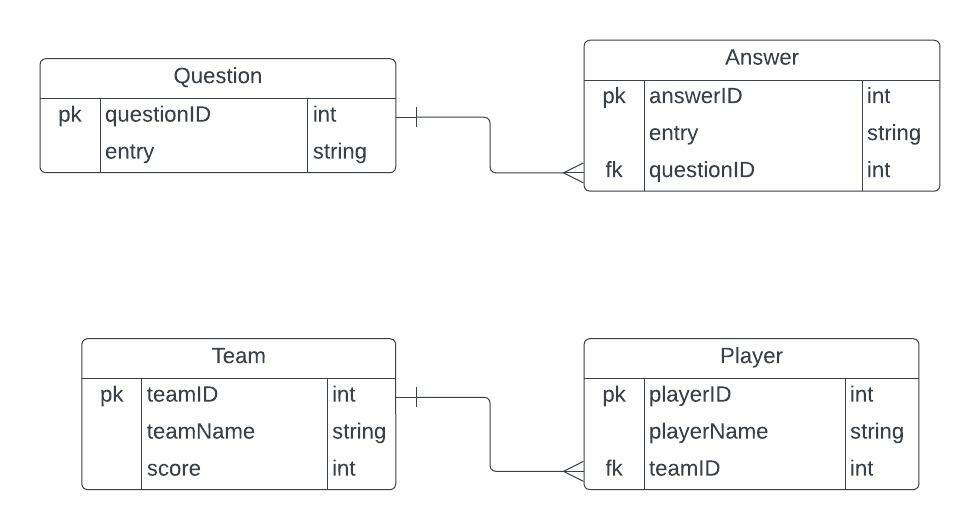 Question
pk questionID int
entry string
Answer
pk answerID int
entry string
fk questionID int
Team
pk teamID int
teamName string
score int
Player
pk playerID int
playerName string
fk teamID int